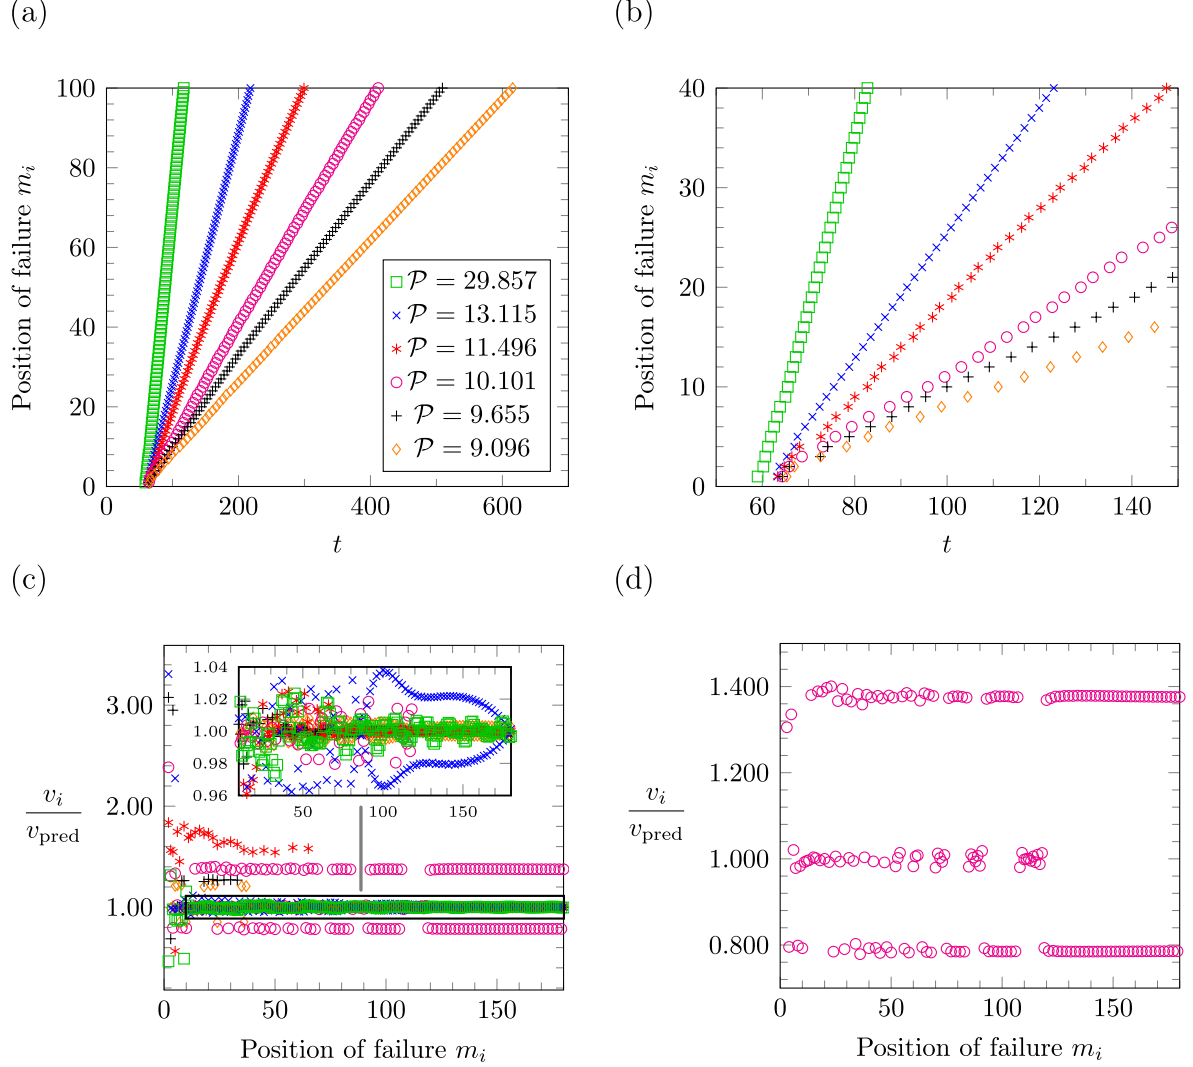 (a)
(b)
Position of failure m_i
100
80
60
40
20
0
0
200
400
600
t
𝒫 = 29.857
𝒫 = 13.115
𝒫 = 11.496
𝒫 = 10.101
𝒫 = 9.655
𝒫 = 9.096
Position of failure m_i
40
30
20
10
0
60
80
100
120
140
t
(c)
(d)
v_i
v_pred
3.00
2.00
1.00
1.04
1.02
1.00
0.98
0.96
50
100
150
0
50
100
150
Position of failure m_i
v_i
v_pred
1.400
1.200
1.000
0.800
0
50
100
150
Position of failure m_i